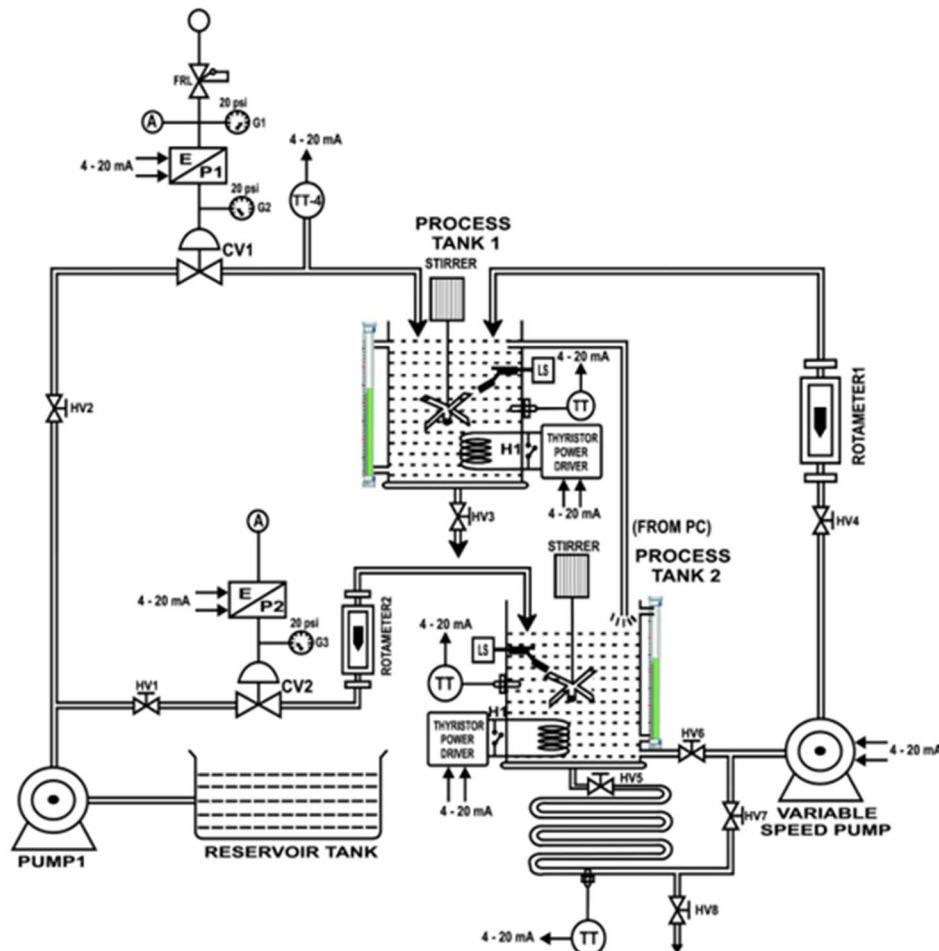 FRL
20 psi
A
G1
4 - 20 mA
E
P1
4 - 20 mA
TT-4
20 psi
G2
CV1
PROCESS
TANK 1
STIRRER
4 - 20 mA
LS
TT
HV2
H1
THYRISTOR
POWER
DRIVER
4 - 20 mA
ROTAMETER1
HV4
HV3
(FROM PC)
STIRRER
PROCESS
TANK 2
A
4 - 20 mA
E
P2
20 psi
G3
ROTAMETER2
CV2
HV1
4 - 20 mA
LS
TT
H1
THYRISTOR
POWER
DRIVER
4 - 20 mA
HV6
HV5
4 - 20 mA
HV7
VARIABLE
SPEED PUMP
PUMP1
RESERVOIR TANK
HV8
4 - 20 mA
TT